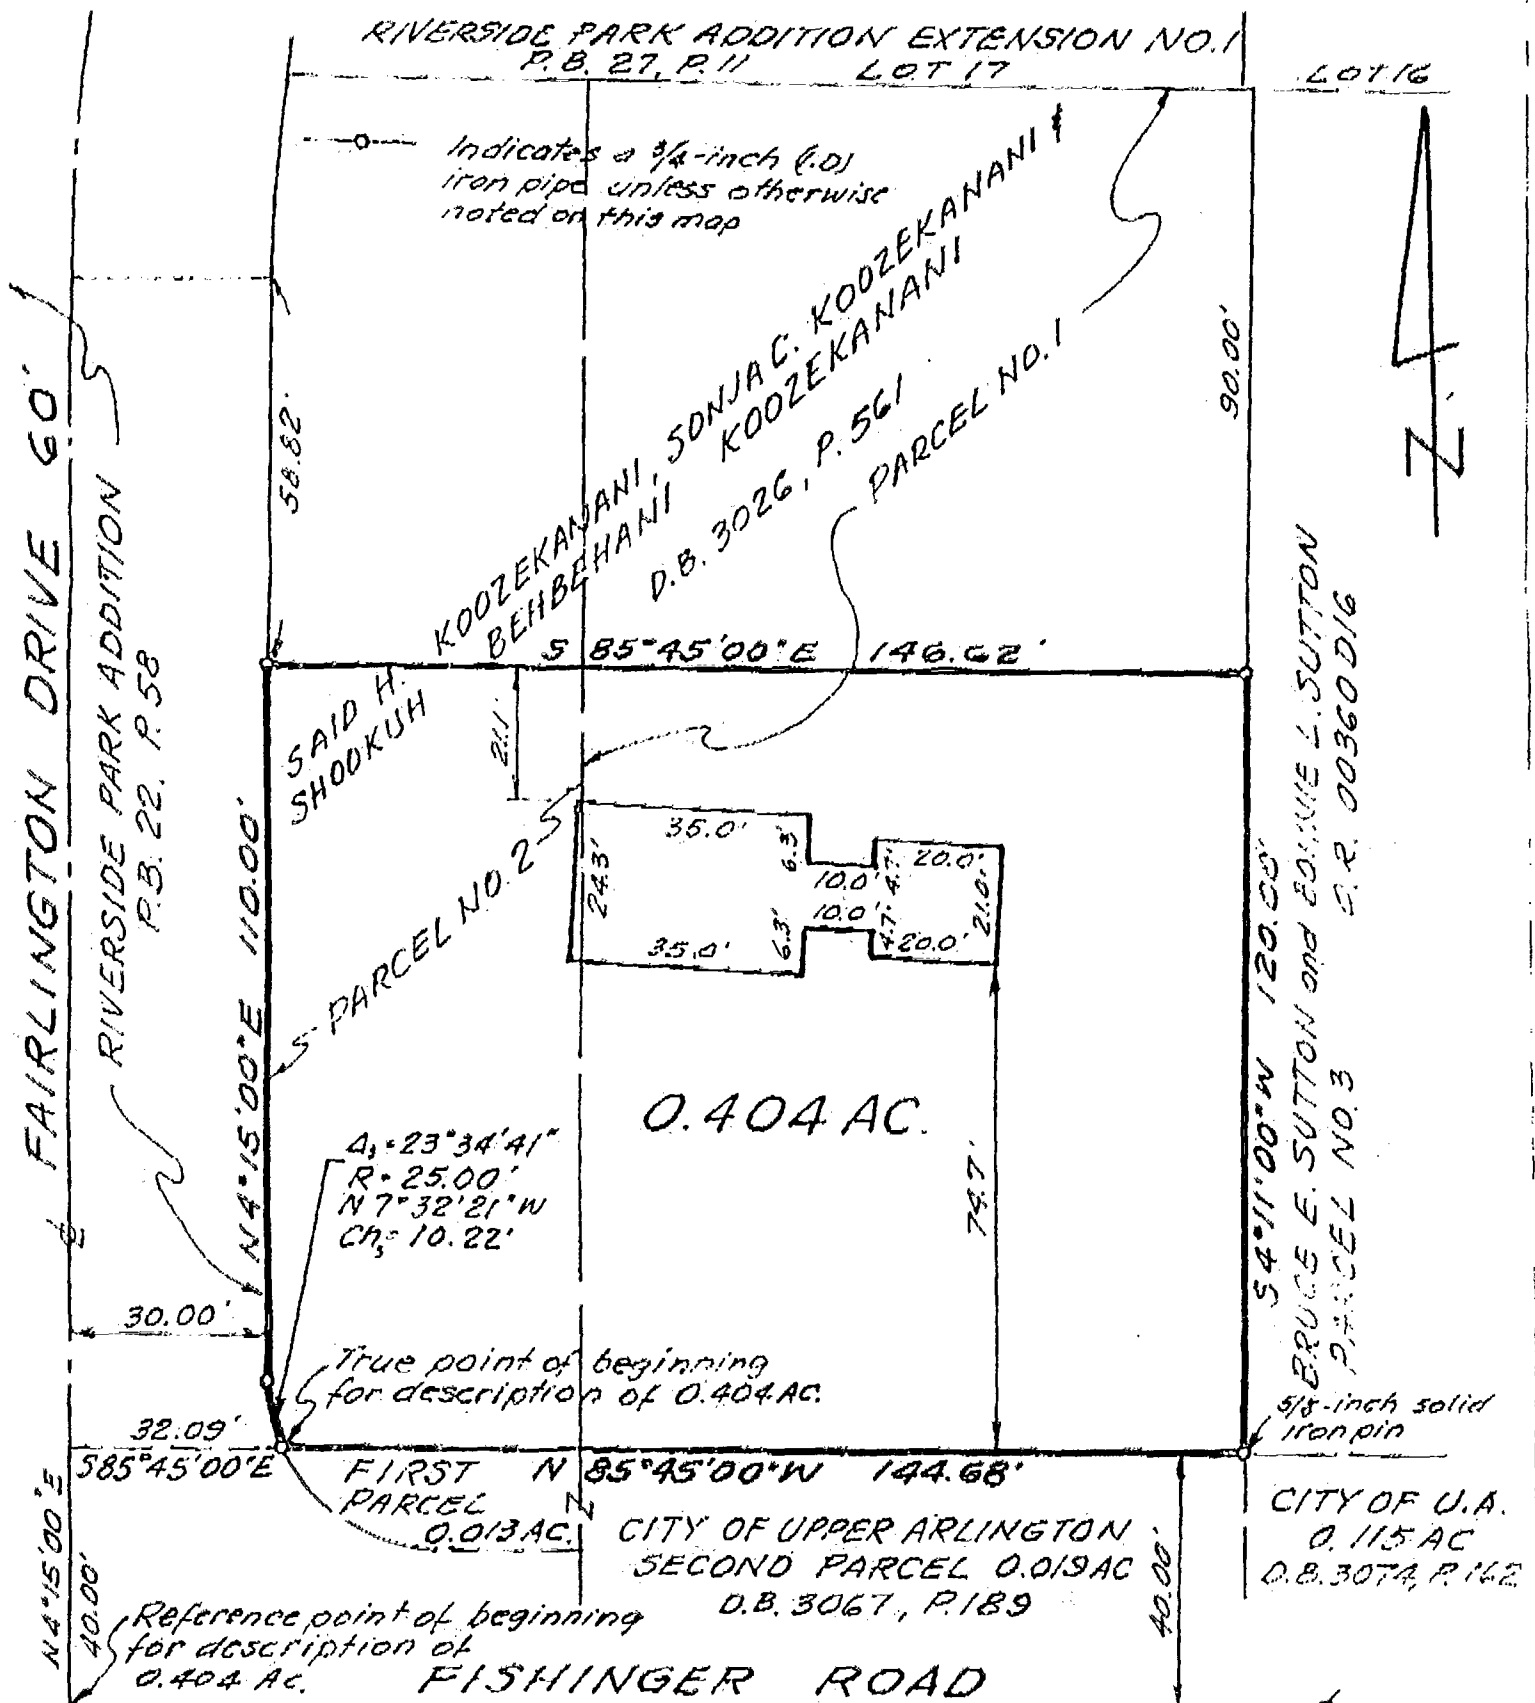 RIVERSIDE PARK ADDITION EXTENSION NO.1
P.B. 27, P.11 LOT 17
LOT 16
Indicates a 3/4-inch (I.D)
iron pipe unless otherwise
noted on this map
FAIRLINGTON DRIVE 60'
RIVERSIDE PARK ADDITION
P.B. 22. P. 58
58.82'
90.00'
SAID H. KOOZEKANANI, SONJA C. KOOZEKANANI &
SHOOKUH BEHBEHANI KOOZEKANANI
D.B. 3026, P. 561
PARCEL NO. 1
N
S 85°45'00"E 146.62'
21.1'
35.0'
6.3'
10.0'
4.7'
20.0'
24.3'
21.0'
35.0'
6.3'
10.0'
4.7'
20.0'
PARCEL NO. 2
N4°15'00"E 110.00'
0.404 AC.
74.7'
S4°11'00"W 120.00'
BRUCE E. SUTTON and L. SUTTON
PARCEL NO. 3 O.R. 00360 D16
Δ,=23°34'41"
R=25.00'
N 7°32'21"W
Ch,=10.22'
℄
30.00'
True point of beginning
for description of 0.404 AC.
5/8-inch solid
iron pin
32.09'
S85°45'00"E
FIRST
PARCEL
0.013 AC.
N 85°45'00"W 144.68'
Z
CITY OF UPPER ARLINGTON
SECOND PARCEL 0.019 AC
D.B. 3067, P.189
CITY OF U.A.
0.115 AC
D.B. 3074, P. 162
N4°15'00"E
40.00'
40.00'
Reference point of beginning
for description of
0.404 Ac.
FISHINGER ROAD